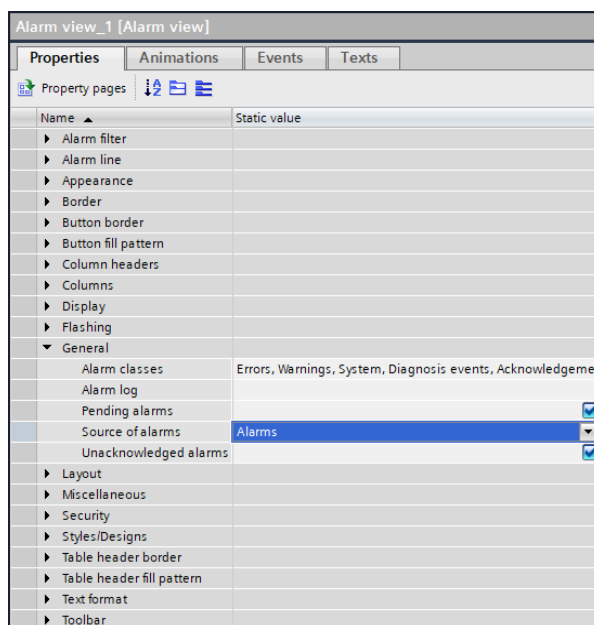 Alarm view_1 [Alarm view]
Properties Animations Events Texts
Property pages
Name Static value
Alarm filter
Alarm line
Appearance
Border
Button border
Button fill pattern
Column headers
Columns
Display
Flashing
General
Alarm classes Errors, Warnings, System, Diagnosis events, Acknowledgeme
Alarm log
Pending alarms
Source of alarms Alarms
Unacknowledged alarms
Layout
Miscellaneous
Security
Styles/Designs
Table header border
Table header fill pattern
Text format
Toolbar